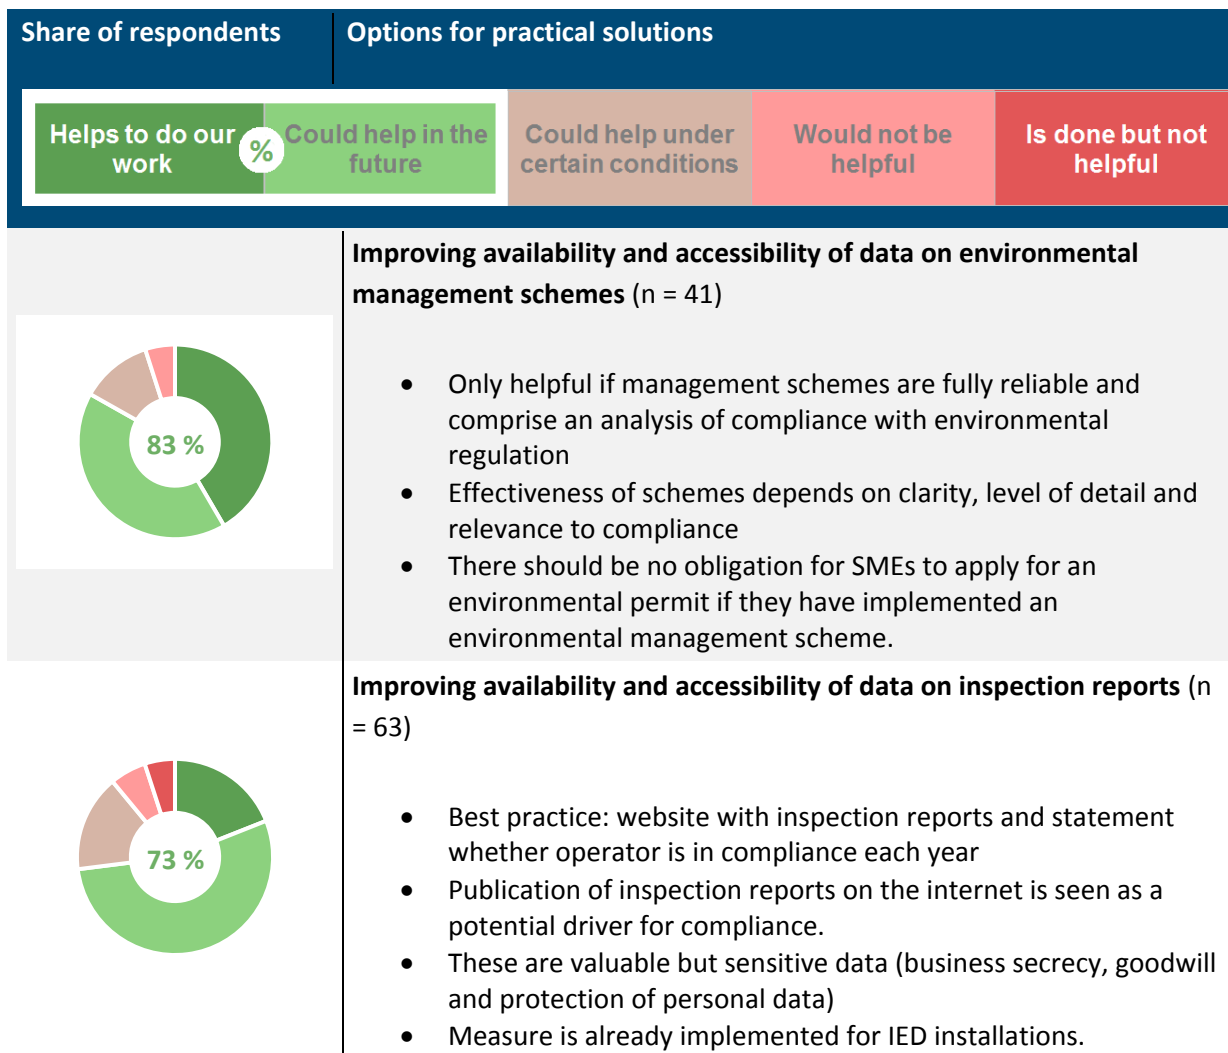 Share of respondents
Options for practical solutions
Helps to do our
work
%
Could help in the
future
Could help under
certain conditions
Would not be
helpful
Is done but not
helpful
Improving availability and accessibility of data on environmental
management schemes (n = 41)
83 %
• Only helpful if management schemes are fully reliable and
comprise an analysis of compliance with environmental
regulation
• Effectiveness of schemes depends on clarity, level of detail and
relevance to compliance
• There should be no obligation for SMEs to apply for an
environmental permit if they have implemented an
environmental management scheme.
Improving availability and accessibility of data on inspection reports (n
= 63)
73 %
• Best practice: website with inspection reports and statement
whether operator is in compliance each year
• Publication of inspection reports on the internet is seen as a
potential driver for compliance.
• These are valuable but sensitive data (business secrecy, goodwill
and protection of personal data)
• Measure is already implemented for IED installations.